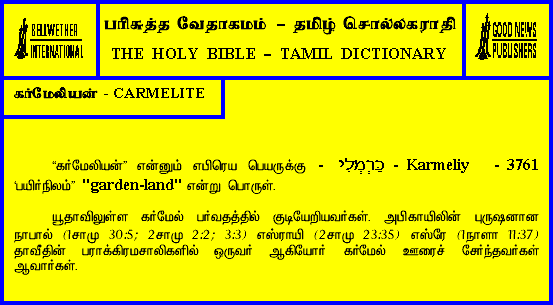 BELLWETHER
INTERNATIONAL
பரிசுத்த வேதாகமம் – தமிழ் சொல்லகராதி
THE HOLY BIBLE – TAMIL DICTIONARY
GOOD NEWS
PUBLISHERS
கர்மேலியன் - CARMELITE
“கர்மேலியன்” என்னும் எபிரெய பெயருக்கு - כַּרְמְלִי - Karmeliy - 3761
‘பயிர்நிலம்” "garden-land" என்று பொருள்.
யூதாவிலுள்ள கர்மேல் பர்வதத்தில் குடியேறியவர்கள். அபிகாயிலின் புருஷனான
நாபால் (1சாமு 30:5; 2சாமு 2:2; 3:3) எஸ்ராயி (2சாமு 23:35) எஸ்ரே (1நாளா 11:37)
தாவீதின் பராக்கிரமசாலிகளில் ஒருவர் ஆகியோர் கர்மேல் ஊரைச் சேர்ந்தவர்கள்
ஆவார்கள்.